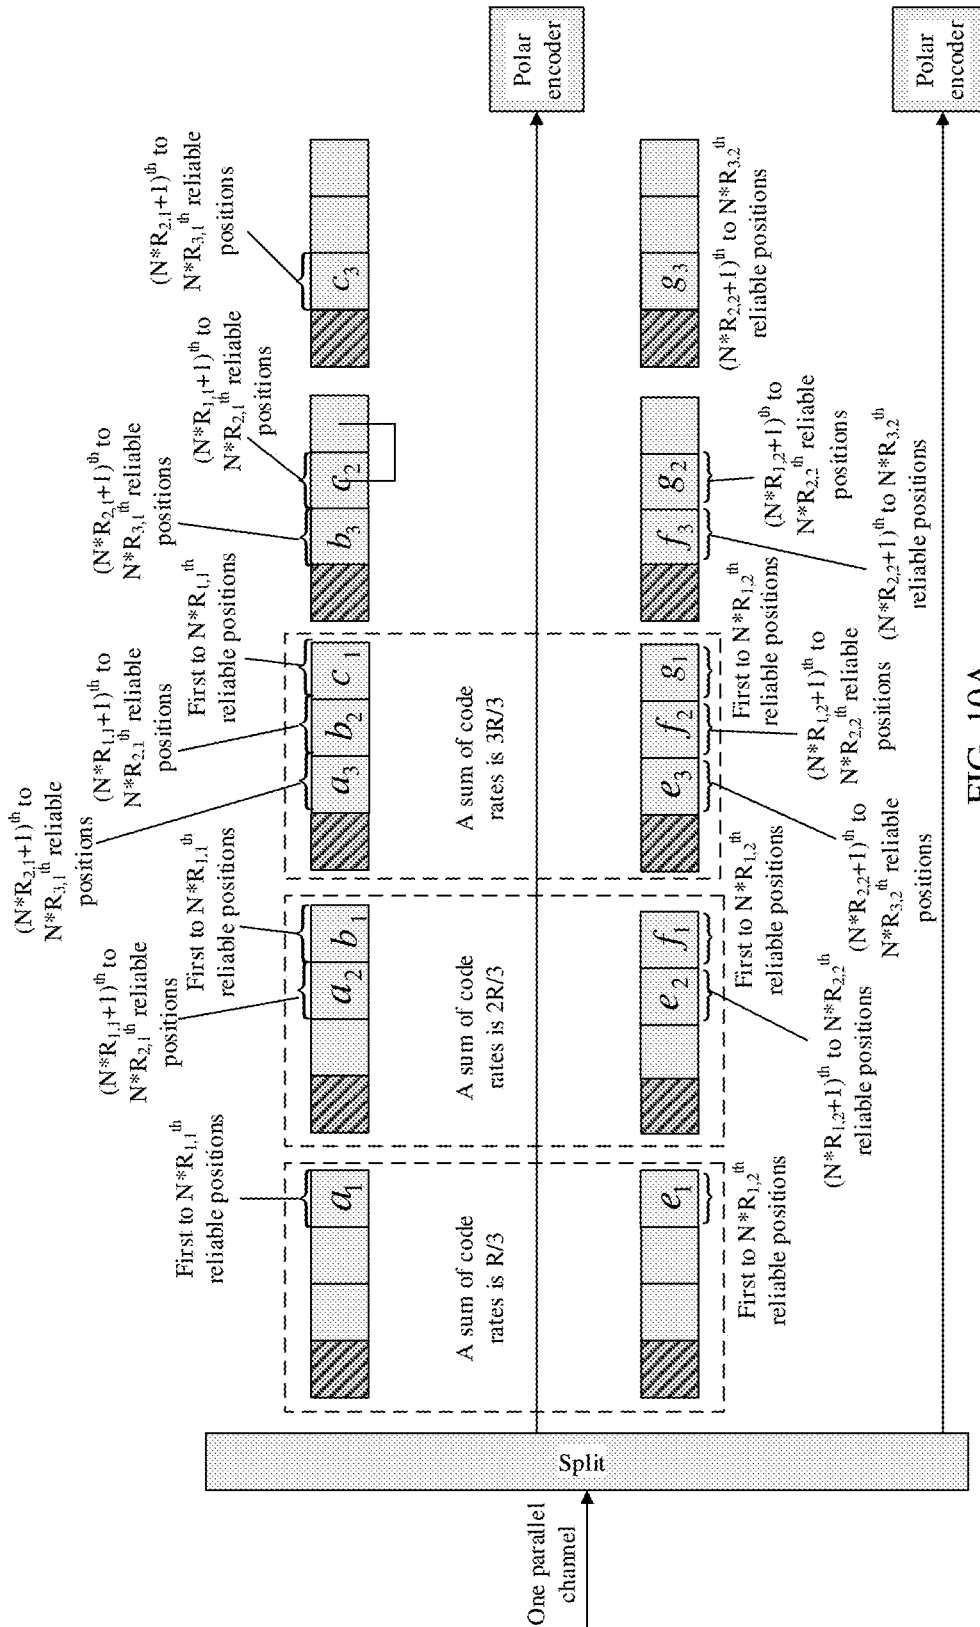 Polar
encoder
Polar
encoder
(N*R2,1+1)th to
N*R3,1th reliable
positions
c3
g3
(N*R2,2+1)th to N*R3,2th
reliable positions
(N*R1,1+1)th to
N*R2,1th reliable
positions
(N*R2,1+1)th to
N*R3,1th reliable
positions
b3
c2
f3
g2
(N*R1,2+1)th to
N*R2,2th reliable
positions
(N*R2,2+1)th to N*R3,2th
reliable positions
First to N*R1,1th
reliable positions
(N*R1,1+1)th to
N*R2,1th reliable
positions
(N*R2,1+1)th to
N*R3,1th reliable
positions
a3
b2
c1
A sum of code
rates is 3R/3
e3
f2
g1
First to N*R1,2th
reliable positions
(N*R1,2+1)th to
N*R2,2th reliable
positions
(N*R2,2+1)th to
N*R3,2th reliable
positions
First to N*R1,1th
reliable positions
(N*R1,1+1)th to
N*R2,1th reliable
positions
a2
b1
A sum of code
rates is 2R/3
e2
f1
First to N*R1,2th
reliable positions
(N*R1,2+1)th to N*R2,2th
reliable positions
First to N*R1,1th
reliable positions
a1
A sum of code
rates is R/3
e1
First to N*R1,2th
reliable positions
Split
One parallel
channel
FIG. 10A